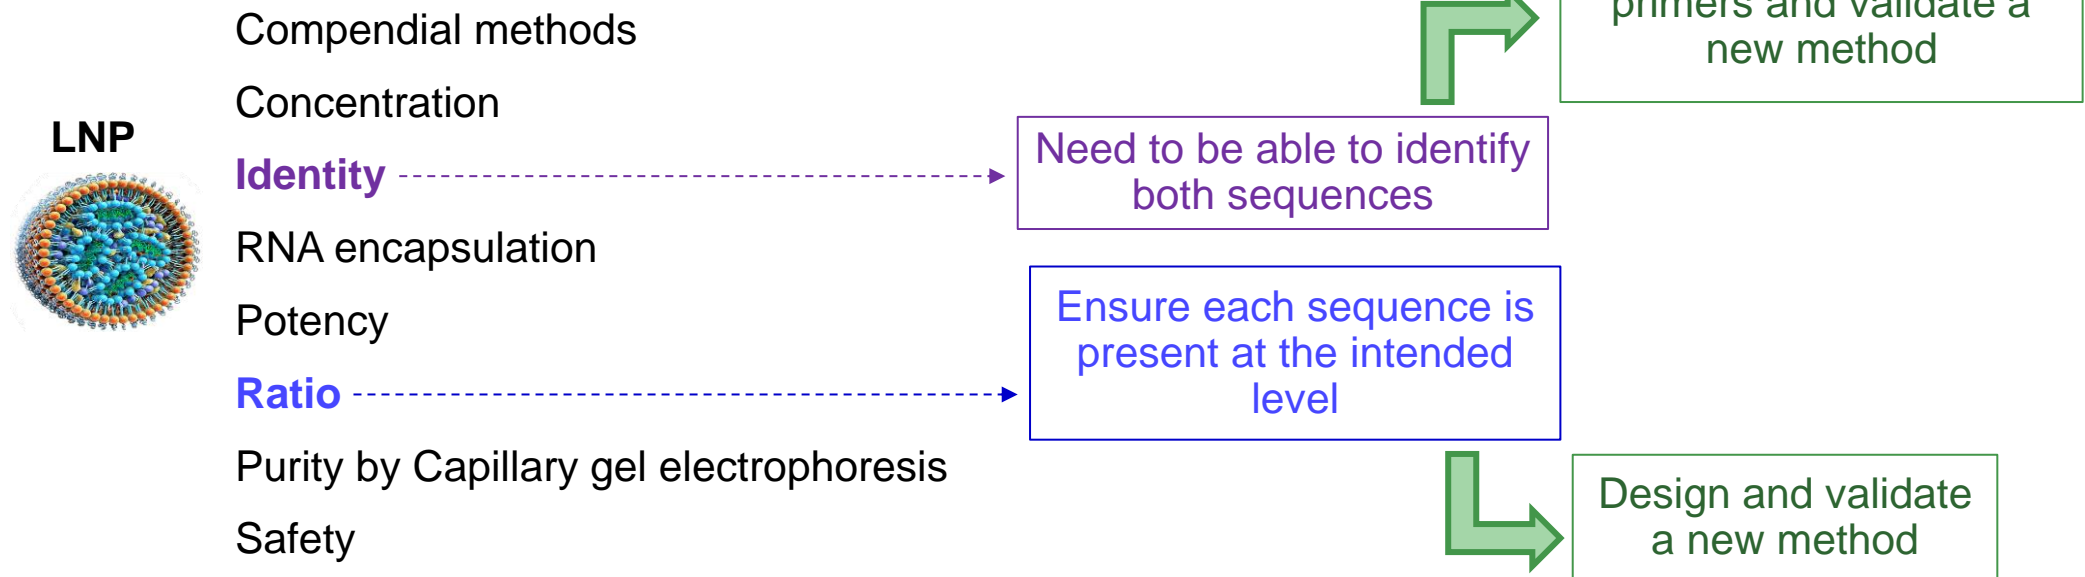 primers and validate a
new method
Compendial methods
Concentration
LNP
Identity
Need to be able to identify
both sequences
RNA encapsulation
Potency
Ensure each sequence is
present at the intended
level
Ratio
Purity by Capillary gel electrophoresis
Safety
Design and validate
a new method